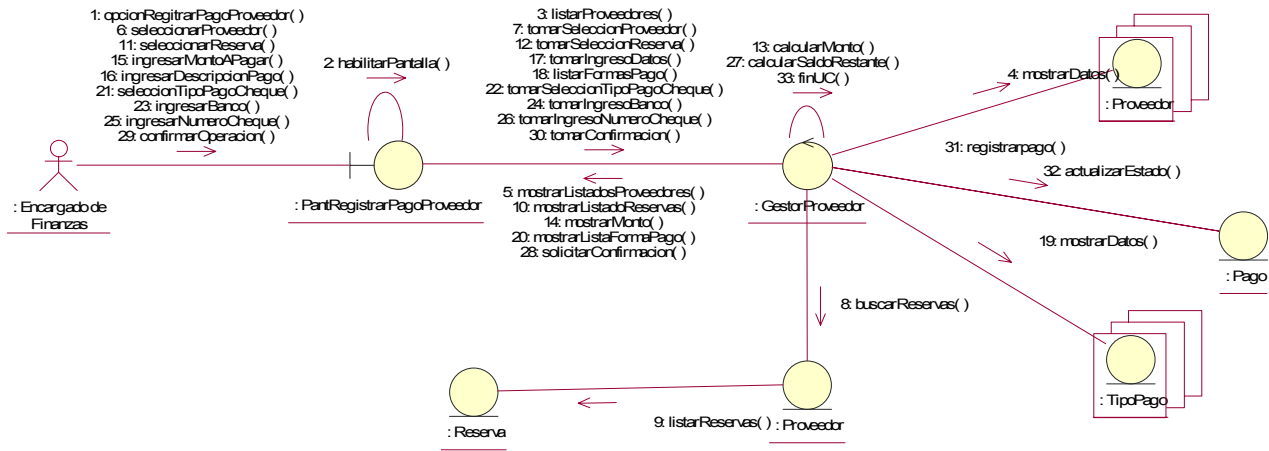 1: opcionRegitrarPagoProveedor( )
6: seleccionarProveedor( )
11: seleccionarReserva( )
15: ingresarMontoAPagar( )
16: ingresarDescripcionPago( )
21: seleccionTipoPagoCheque( )
23: ingresarBanco( )
25: ingresarNumeroCheque( )
29: confirmarOperacion( )
2: habilitarPantalla( )
3: listarProveedores( )
7: tomarSeleccionProveedor( )
12: tomarSeleccionReserva( )
17: tomarIngresoDatos( )
18: listarFormasPago( )
22: tomarSeleccionTipoPagoCheque( )
24: tomarIngresoBanco( )
26: tomarIngresoNumeroCheque( )
30: tomarConfirmacion( )
13: calcularMonto( )
27: calcularSaldoRestante( )
33: finUC( )
4: mostrarDatos( )
: Proveedor
31: registrarpago( )
32: actualizarEstado( )
: Encargado de
Finanzas
: PantRegistrarPagoProveedor
5: mostrarListadosProveedores( )
10: mostrarListadoReservas( )
14: mostrarMonto( )
20: mostrarListaFormaPago( )
28: solicitarConfirmacion( )
: GestorProveedor
19: mostrarDatos( )
: Pago
8: buscarReservas( )
: TipoPago
9: listarReservas( )
: Proveedor
: Reserva